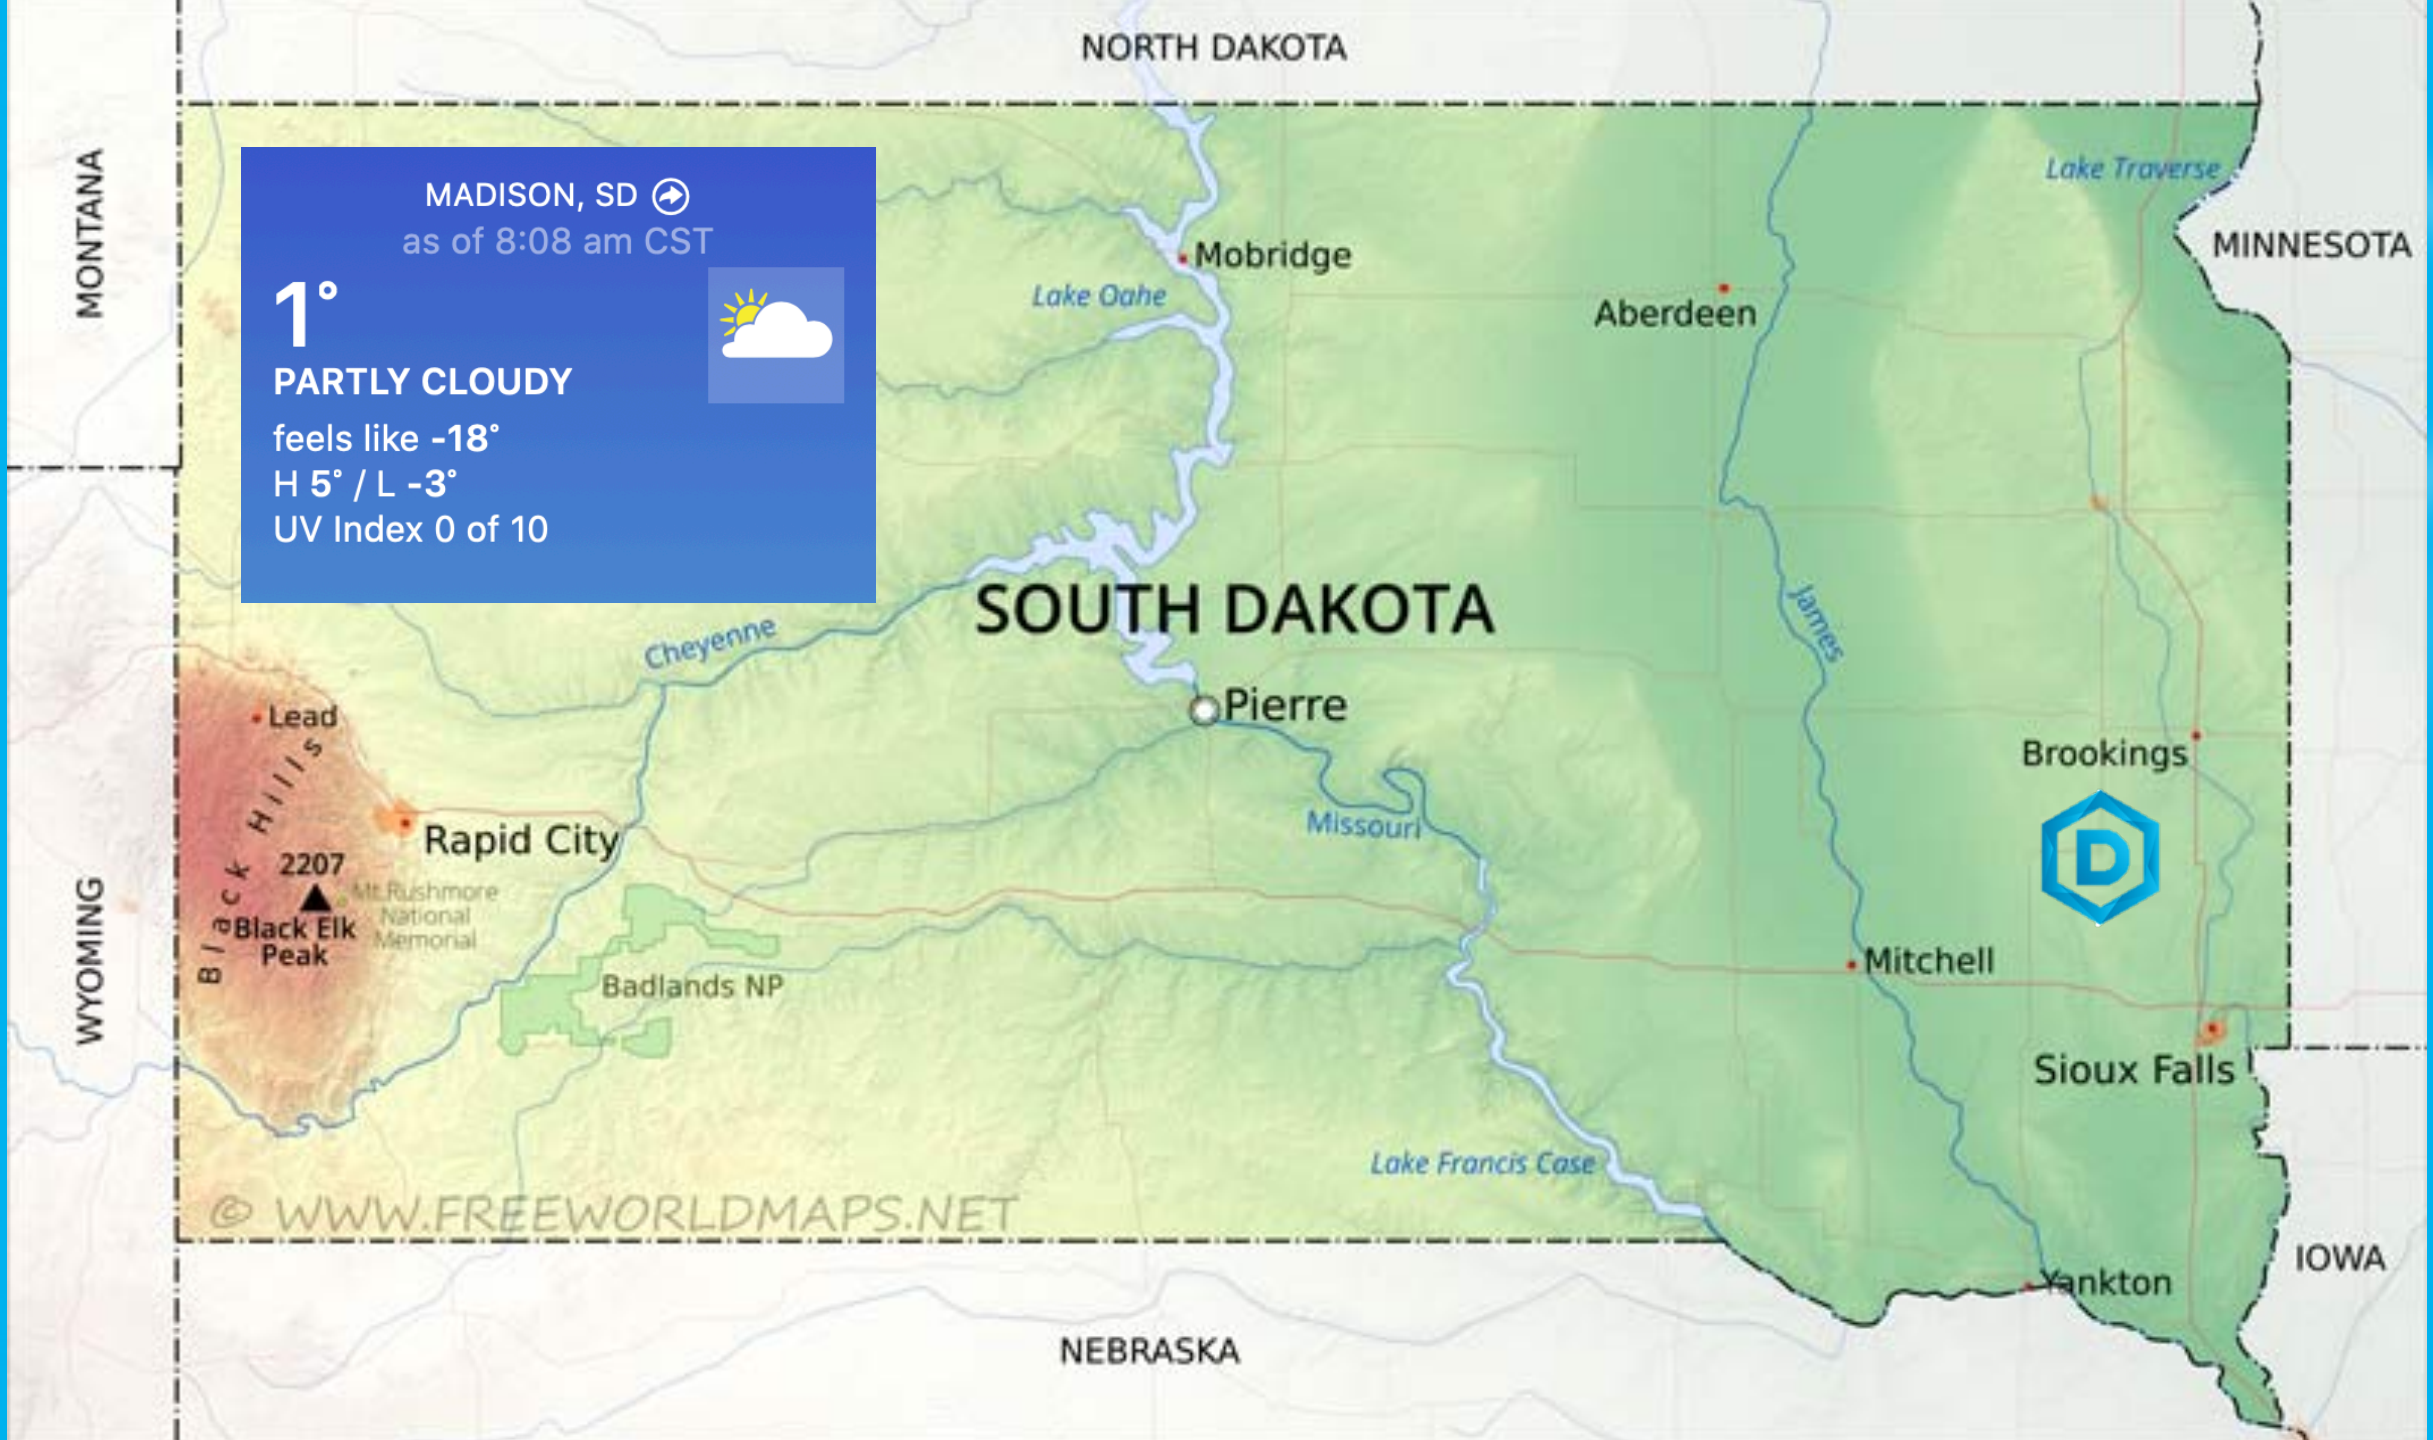 NORTH DAKOTA
MONTANA
MADISON, SD
as of 8:08 am CST
1°
PARTLY CLOUDY
feels like -18°
H 5° / L -3°
UV Index 0 of 10
Lake Traverse
MINNESOTA
Mobridge
Lake Oahe
Aberdeen
SOUTH DAKOTA
Cheyenne
James
Pierre
Lead
Black Hills
Brookings
Missouri
Rapid City
D
2207
Mt.Rushmore
National
Memorial
Black Elk
Peak
WYOMING
Badlands NP
Mitchell
Sioux Falls
Lake Francis Case
© WWW.FREEWORLDMAPS.NET
IOWA
Yankton
NEBRASKA